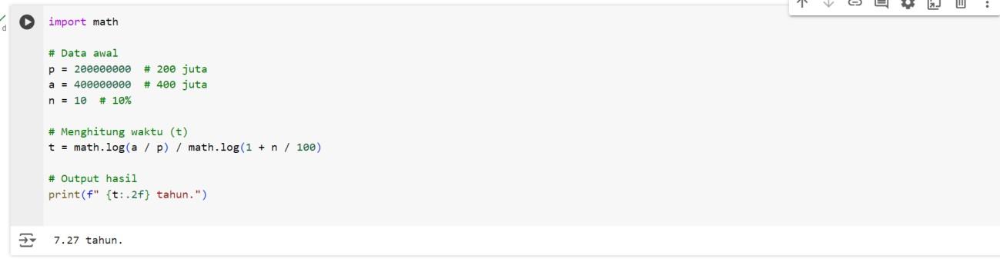 import math
# Data awal
p = 200000000  # 200 juta
a = 400000000  # 400 juta
n = 10  # 10%
# Menghitung waktu (t)
t = math.log(a / p) / math.log(1 + n / 100)
# Output hasil
print(f" {t:.2f} tahun.")
d
7.27 tahun.